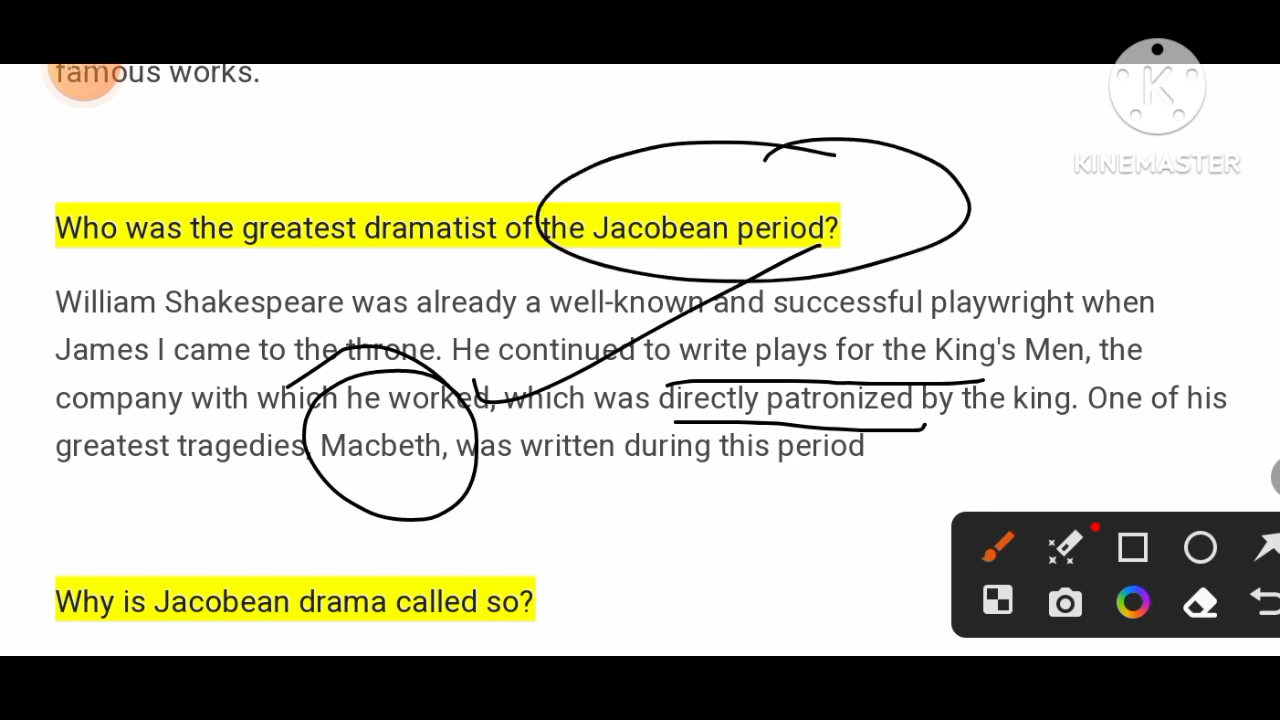 famous works.
KINEMASTER
Who was the greatest dramatist of the Jacobean period?
William Shakespeare was already a well-known and successful playwright when
James I came to the throne. He continued to write plays for the King's Men, the
company with which he worked, which was directly patronized by the king. One of his
greatest tragedies, Macbeth, was written during this period
Why is Jacobean drama called so?